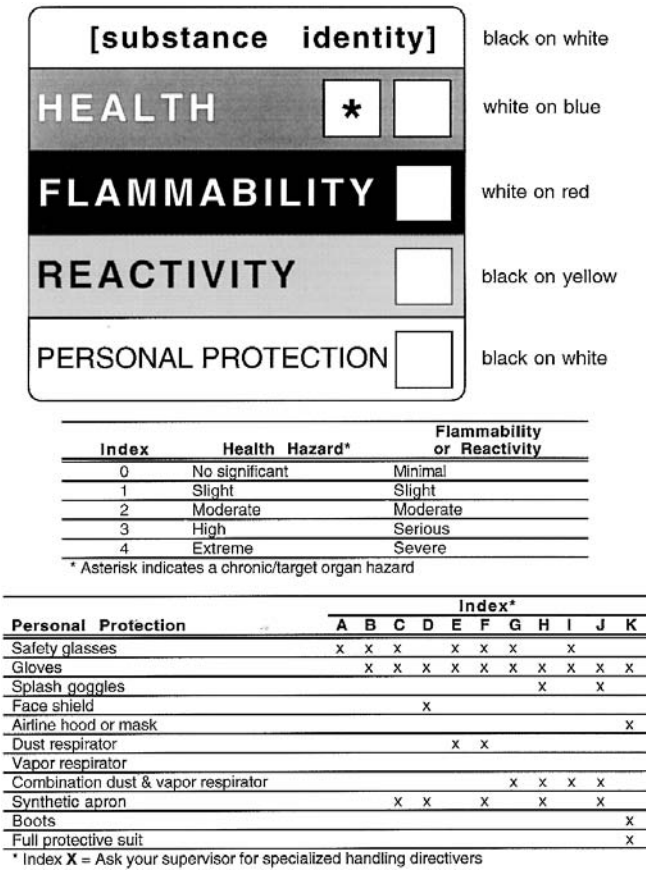 [substance identity] black on white
HEALTH * white on blue
FLAMMABILITY white on red
REACTIVITY black on yellow
PERSONAL PROTECTION black on white
Flammability
Index Health Hazard* or Reactivity
0 No significant Minimal
1 Slight Slight
2 Moderate Moderate
3 High Serious
4 Extreme Severe
* Asterisk indicates a chronic/target organ hazard
Index*
Personal Protection A B C D E F G H I J K
Safety glasses x x x x x x x
Gloves x x x x x x x x x x
Splash goggles x x
Face shield x
Airline hood or mask x
Dust respirator x x
Vapor respirator
Combination dust & vapor respirator x x x x
Synthetic apron x x x x x
Boots x
Full protective suit x
* Index X = Ask your supervisor for specialized handling directivers